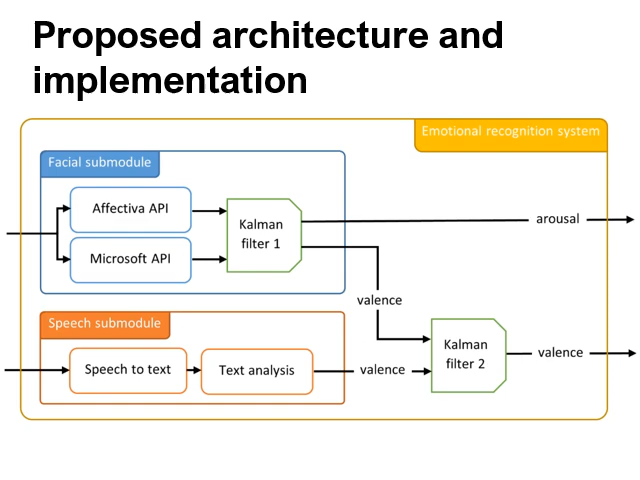 Proposed architecture and
implementation
Emotional recognition system
Facial submodule
Affectiva API
Microsoft API
Kalman
filter 1
arousal
valence
Speech submodule
Speech to text
Text analysis
valence
Kalman
filter 2
valence